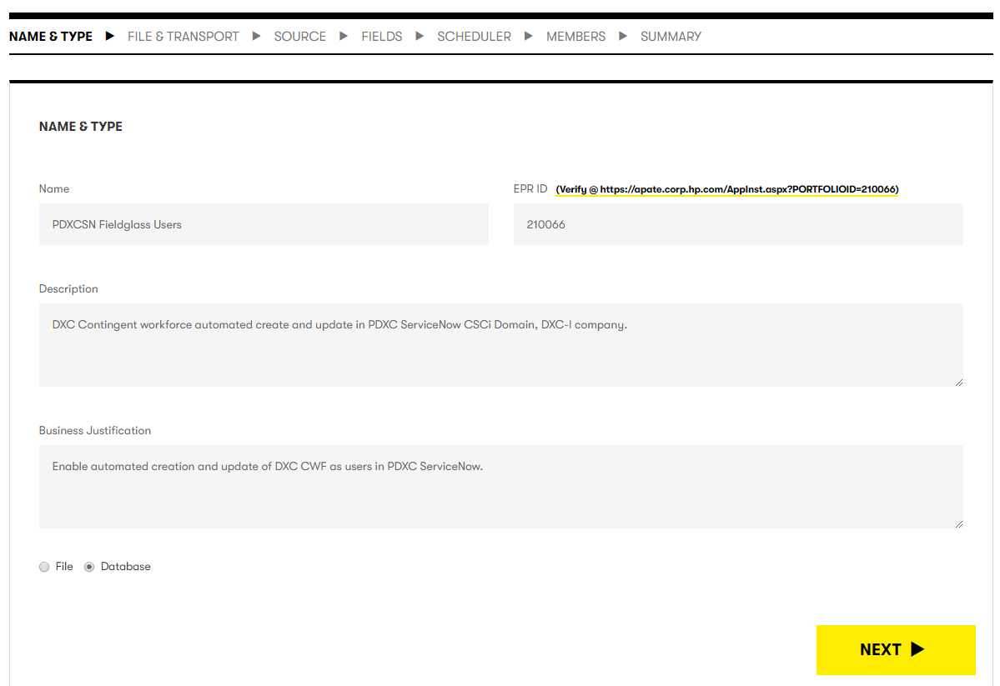 NAME & TYPE ▶ FILE & TRANSPORT ▶ SOURCE ▶ FIELDS ▶ SCHEDULER ▶ MEMBERS ▶ SUMMARY
NAME & TYPE
Name
EPR ID (Verify @ https://apate.corp.hp.com/AppInst.aspx?PORTFOLIOID=210066)
PDXCSN Fieldglass Users
210066
Description
DXC Contingent workforce automated create and update in PDXC ServiceNow CSCi Domain, DXC-I company.
Business Justification
Enable automated creation and update of DXC CWF as users in PDXC ServiceNow.
File Database
NEXT ▶